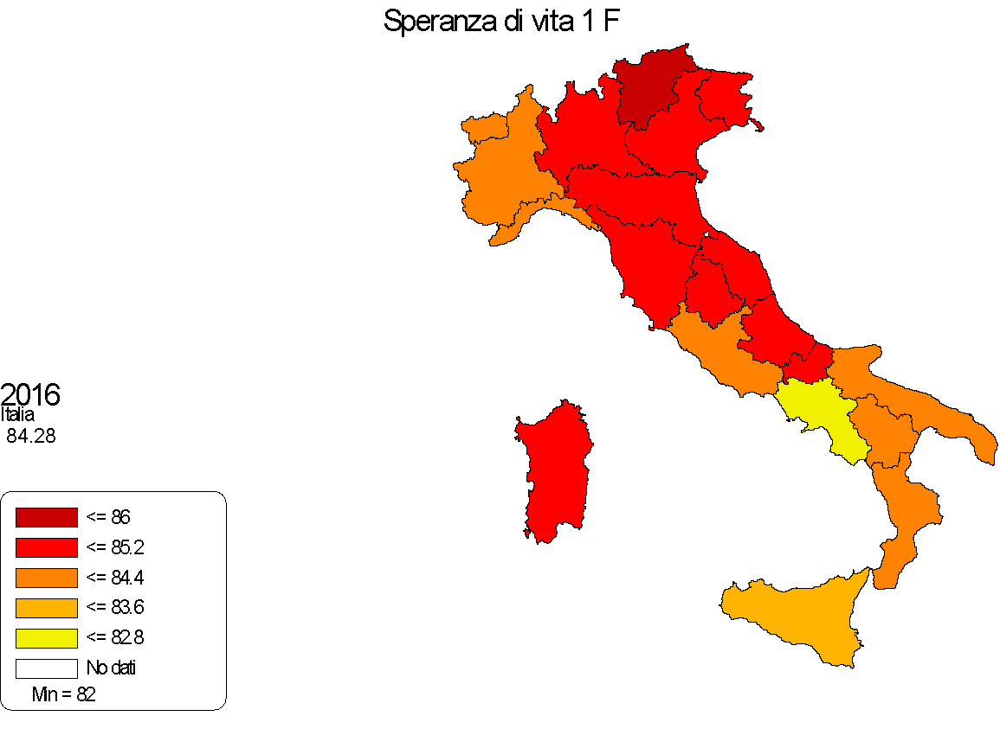 Speranza di vita 1 F
2016
Italia
84.28
<= 86
<= 85.2
<= 84.4
<= 83.6
<= 82.8
No dati
Min = 82